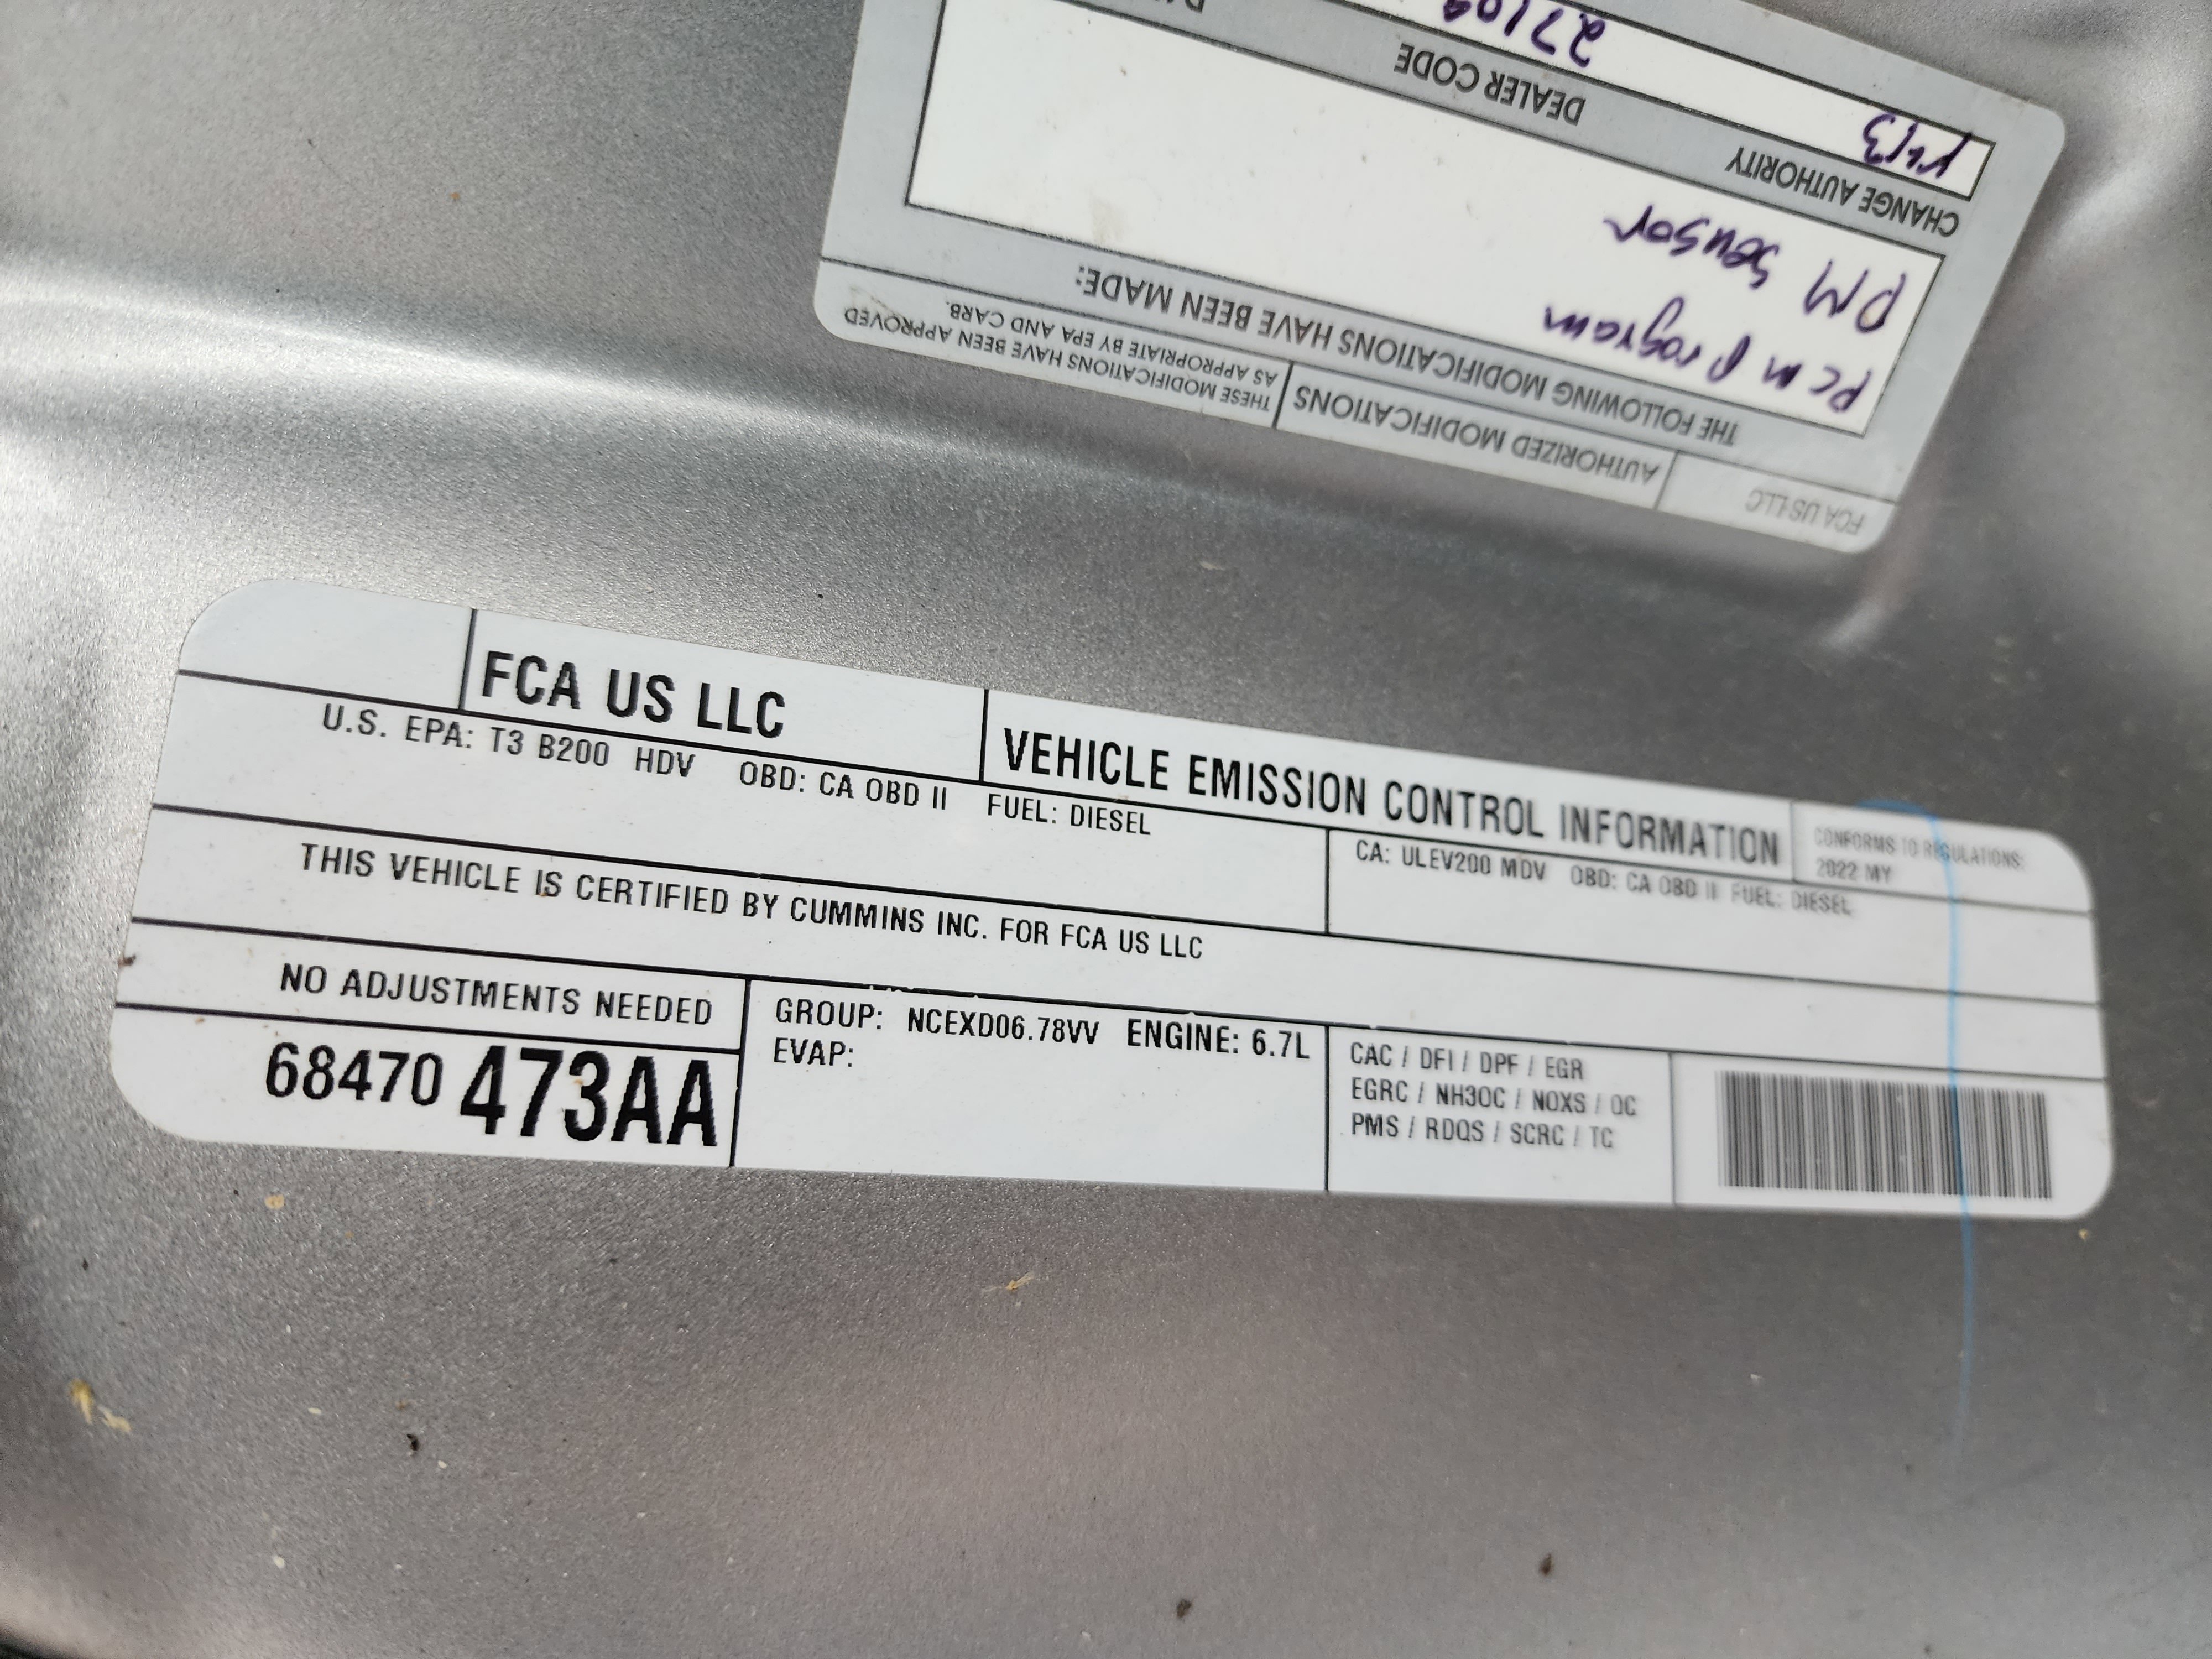 FCA US LLC
AUTHORIZED MODIFICATIONS
THESE MODIFICATIONS HAVE BEEN APPROVED
AS APPROPRIATE BY EPA AND CARB.
THE FOLLOWING MODIFICATIONS HAVE BEEN MADE:
PCM Program
PM Sensor
CHANGE AUTHORITY
DEALER CODE
FCA US LLC
VEHICLE EMISSION CONTROL INFORMATION
CONFORMS TO REGULATIONS:
2022 MY
U.S. EPA: T3 B200 HDV OBD: CA OBD II FUEL: DIESEL
CA: ULEV200 MDV OBD: CA OBD II FUEL: DIESEL
THIS VEHICLE IS CERTIFIED BY CUMMINS INC. FOR FCA US LLC
NO ADJUSTMENTS NEEDED
68470 473AA
GROUP: NCEXD06.78VV ENGINE: 6.7L
EVAP:
CAC / DFI / DPF / EGR
EGRC / NH3OC / NOXS / OC
PMS / RDQS / SCRC / TC